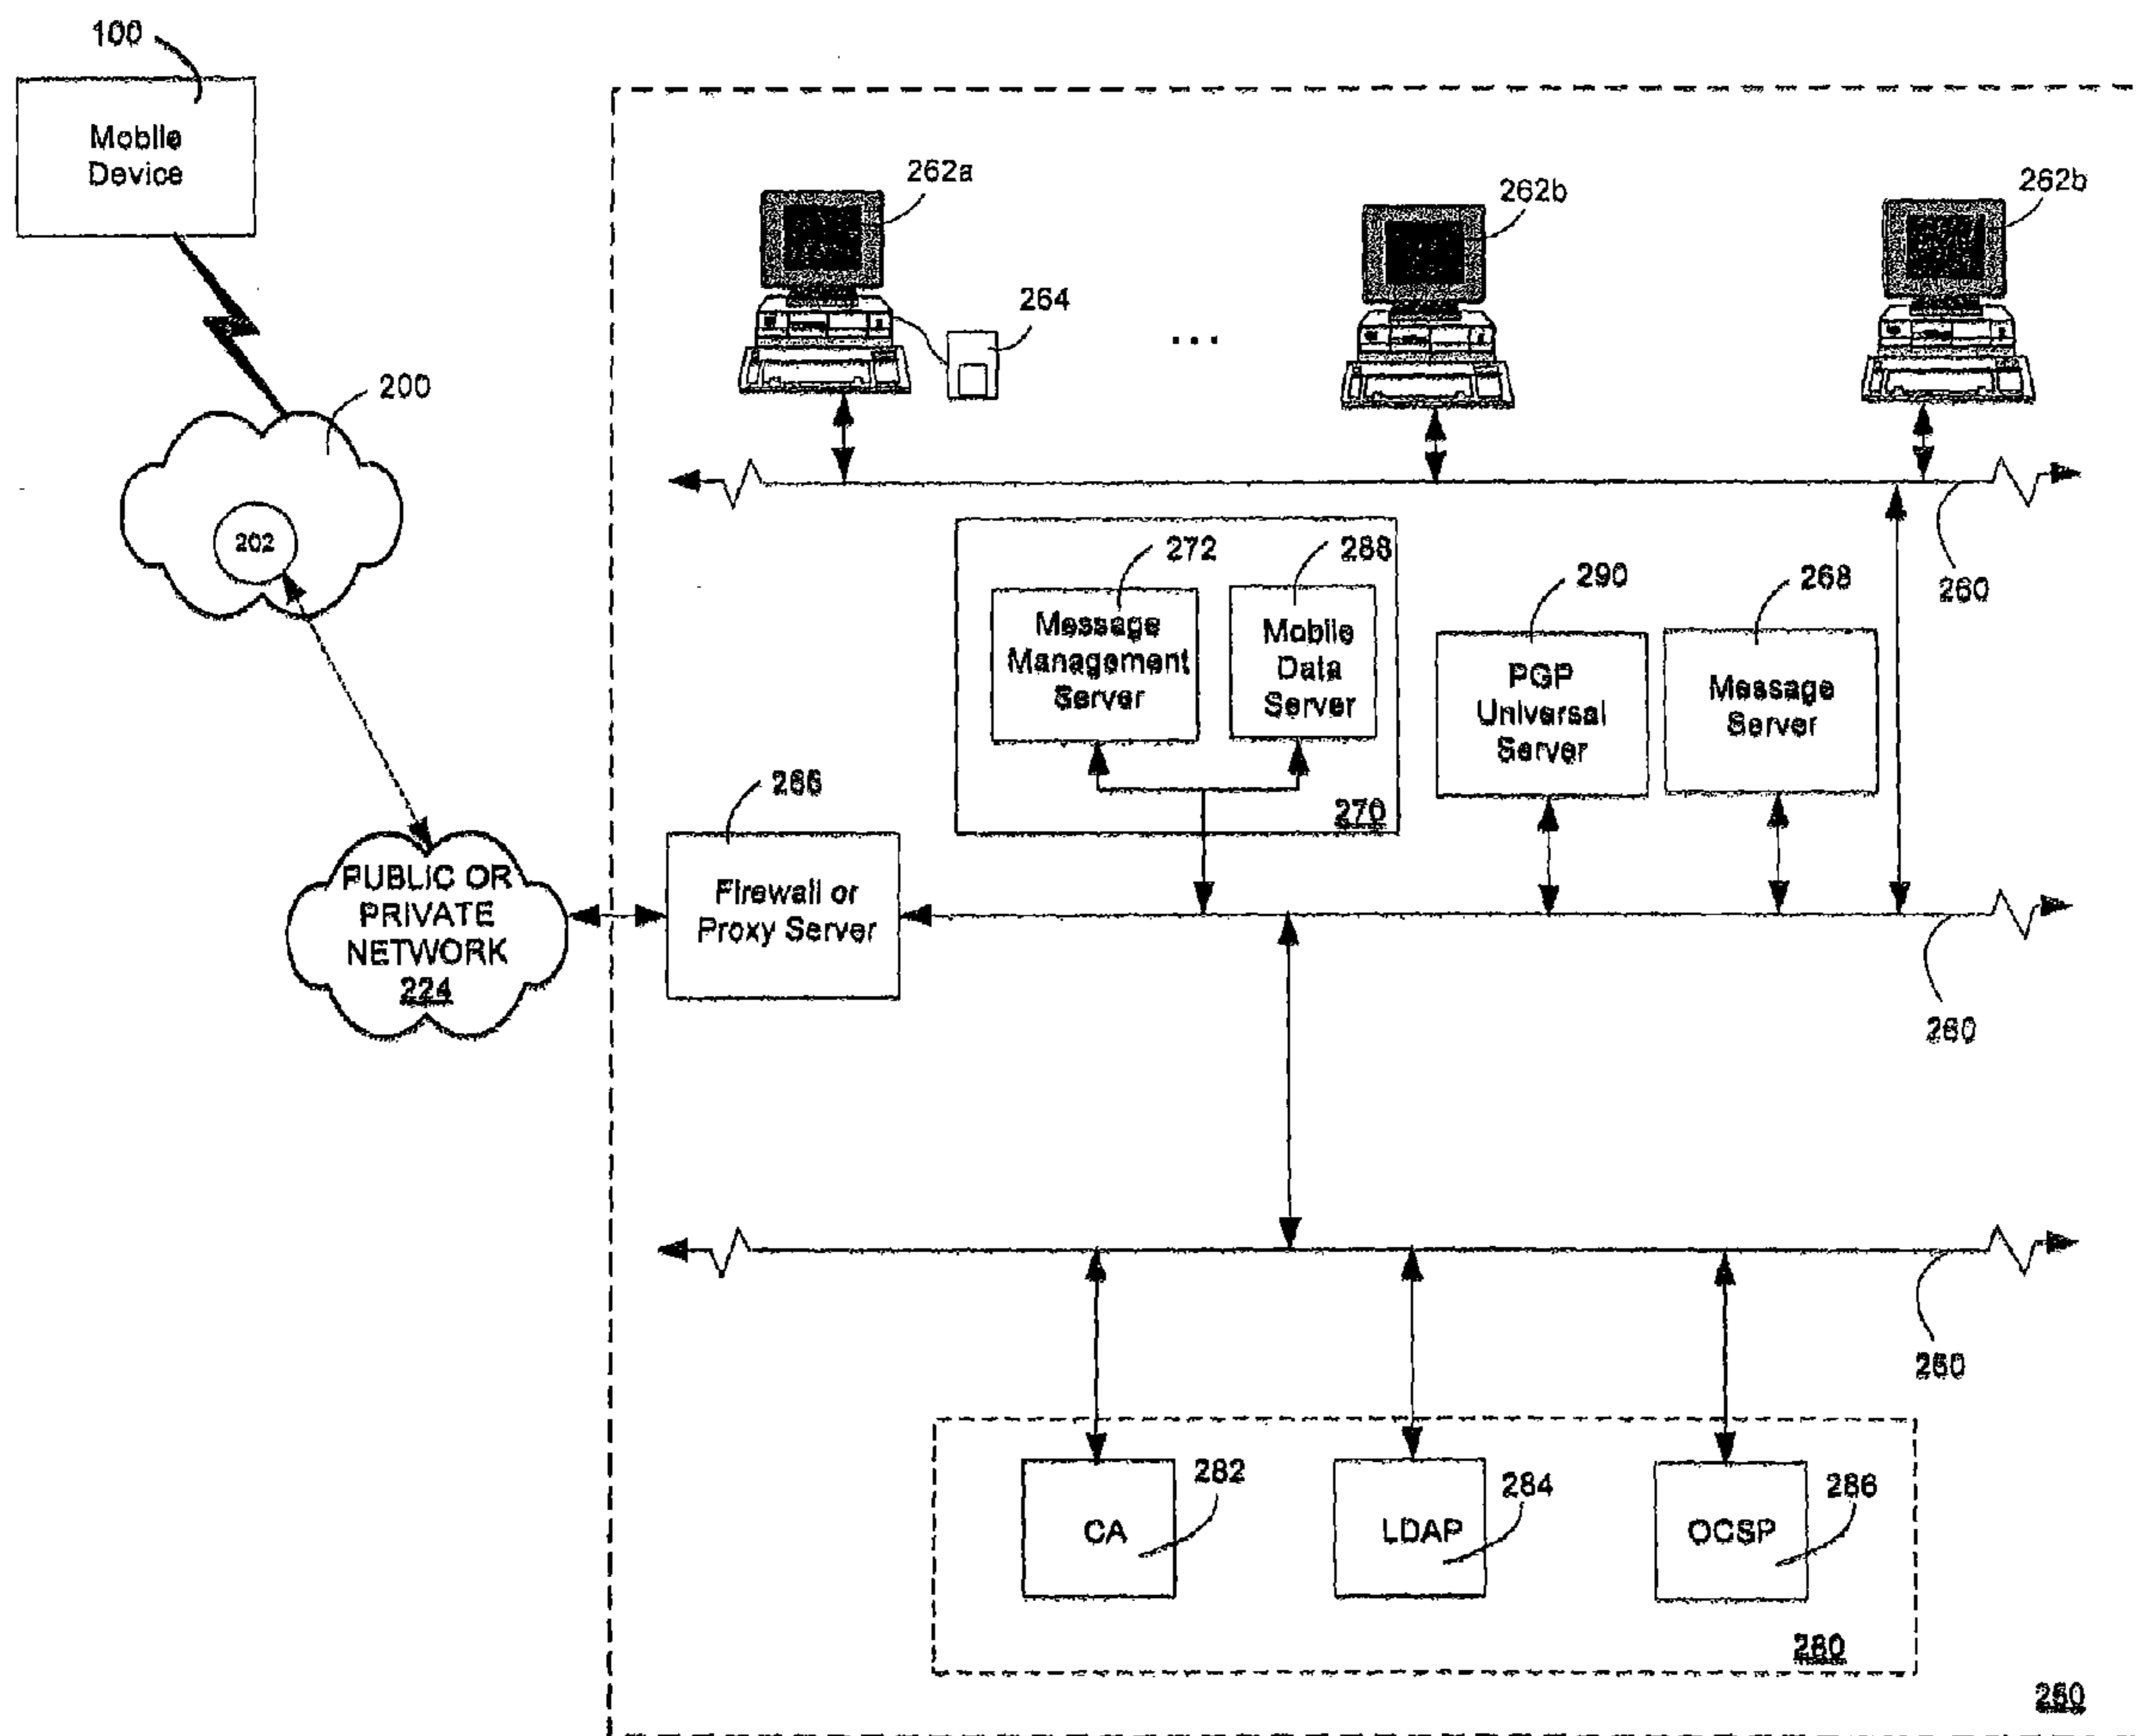 100
Mobile
Device
262a
262b
262b
264
...
200
202
260
272
288
290
268
Message
Management
Server
Mobile
Data
Server
PGP
Universal
Server
Message
Server
270
266
PUBLIC OR
PRIVATE
NETWORK
224
Firewall or
Proxy Server
260
260
282
284
286
CA
LDAP
OCSP
280
250